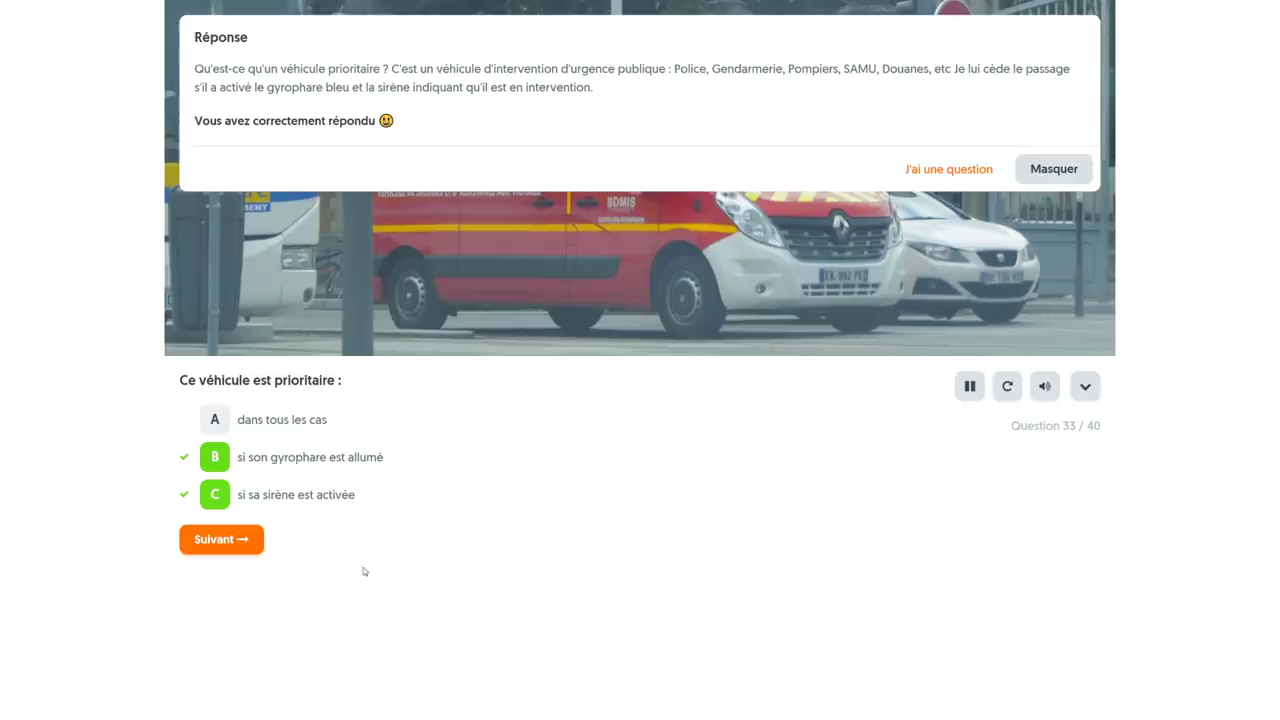 Réponse
Qu'est-ce qu'un véhicule prioritaire ? C'est un véhicule d'intervention d'urgence publique : Police, Gendarmerie, Pompiers, SAMU, Douanes, etc Je lui cède le passage
s'il a activé le gyrophare bleu et la sirène indiquant qu'il est en intervention.
Vous avez correctement répondu 😃
J'ai une question
Masquer
SDMIS
Ce véhicule est prioritaire :
Question 33 / 40
A dans tous les cas
B si son gyrophare est allumé
C si sa sirène est activée
Suivant →